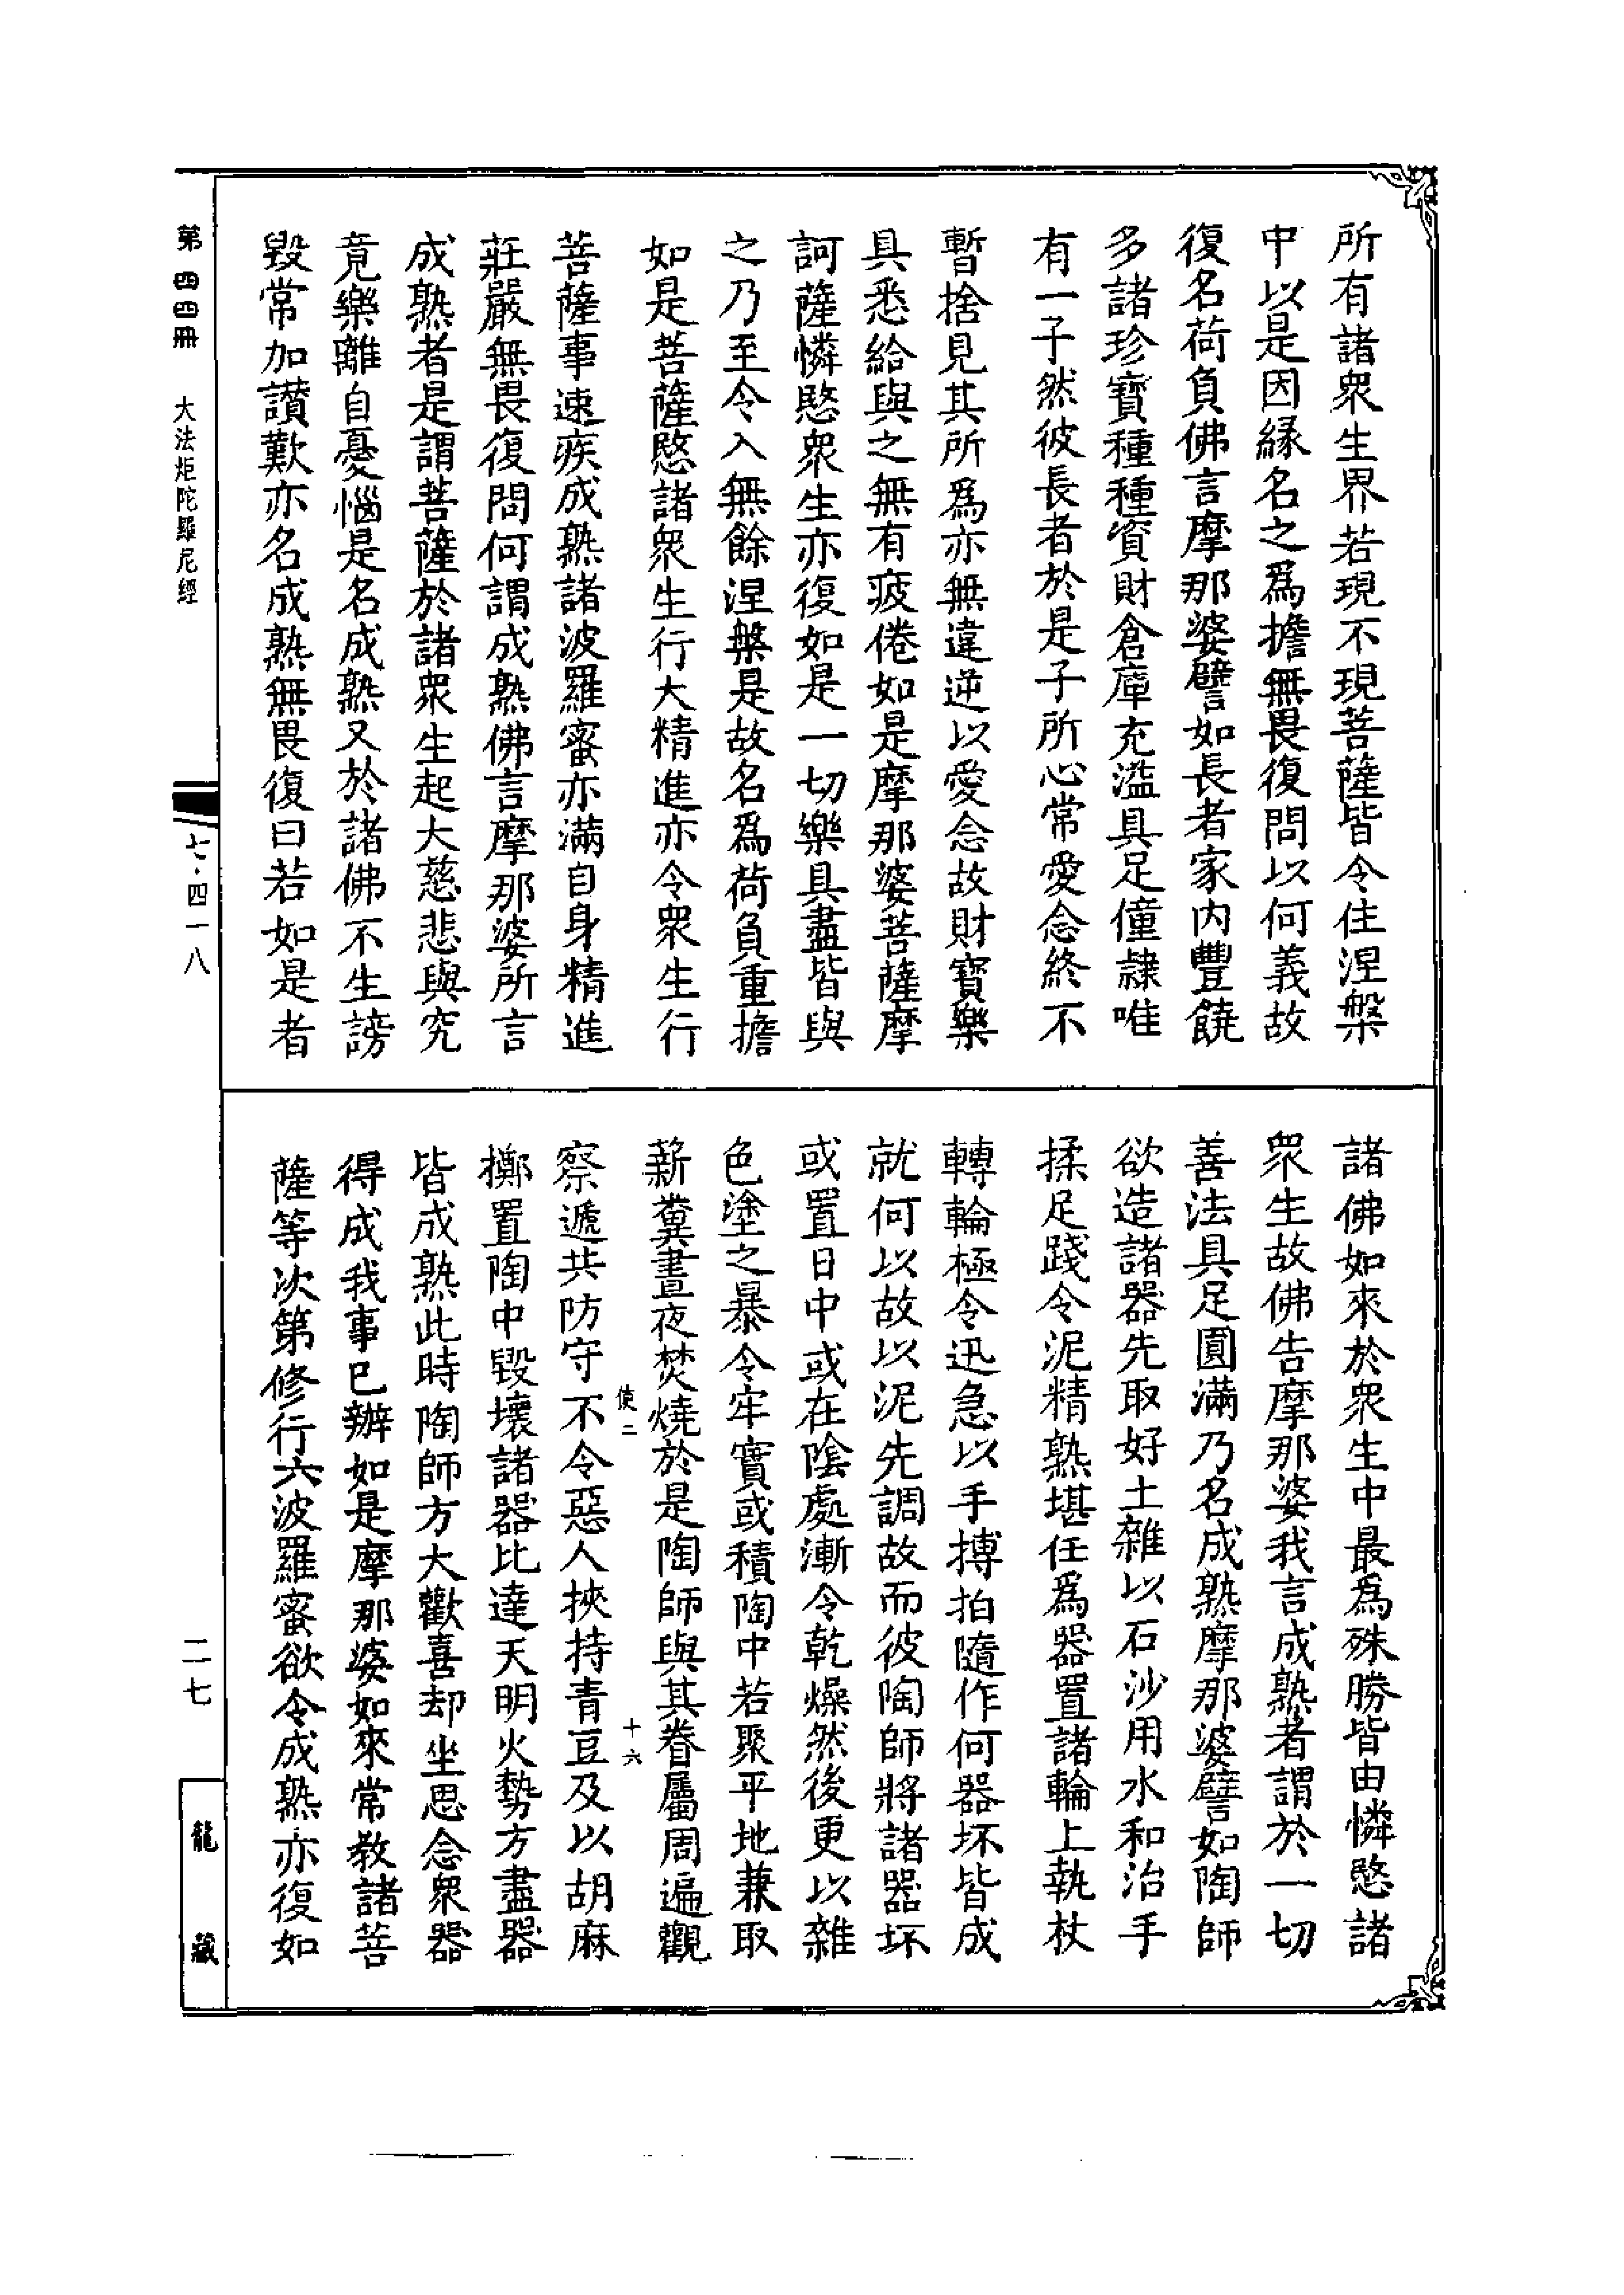 所有諸衆生界若現不現菩薩皆令住涅槃
中以是因縁名之爲擔無畏復問以何義故
復名荷負佛言摩那婆譬如長者家内豐饒
多諸珍寶種種資財倉庫充溢具足僮隷唯
有一子然彼長者於是子所心常愛念終不
暫捨見其所爲亦無違逆以愛念故財寶樂
具悉給與之無有疲倦如是摩那婆菩薩摩
訶薩憐愍衆生亦復如是一切樂具盡皆與
之乃至令入無餘涅槃是故名爲荷負重擔
如是菩薩愍諸衆生行大精進亦令衆生行
菩薩事速疾成熟諸波羅蜜亦滿自身精進
莊嚴無畏復問何謂成熟佛言摩那婆所言
成熟者是謂菩薩於諸衆生起大慈悲與究
竟樂離自憂惱是名成熟又於諸佛不生謗
毀常加讃歎亦名成熟無畏復曰若如是者
諸佛如來於衆生中最爲殊勝皆由憐愍諸
衆生故佛告摩那婆我言成熟者謂於一切
善法具足圓滿乃名成熟摩那婆譬如陶師
欲造諸器先取好土雜以石沙用水和治手
揉足踐令泥精熟堪任爲器置諸輪上執杖
轉輪極令迅急以手搏拍隨作何器坏皆成
就何以故以泥先調故而彼陶師將諸器坏
或置日中或在陰處漸令乾燥然後更以雜
色塗之暴令牢實或積陶中若聚平地兼取
薪糞晝夜焚燒於是陶師與其眷屬周遍觀
使二 十六
察遞共防守不令惡人挾持青豆及以胡麻
擲置陶中毀壞諸器比達天明火勢方盡器
皆成熟此時陶師方大歡喜却坐思念衆器
得成我事已辦如是摩那婆如來常教諸菩
薩等次第修行六波羅蜜欲令成熟亦復如
第四四冊 大法炬陀羅尼經
七·四一八
二七
龍藏